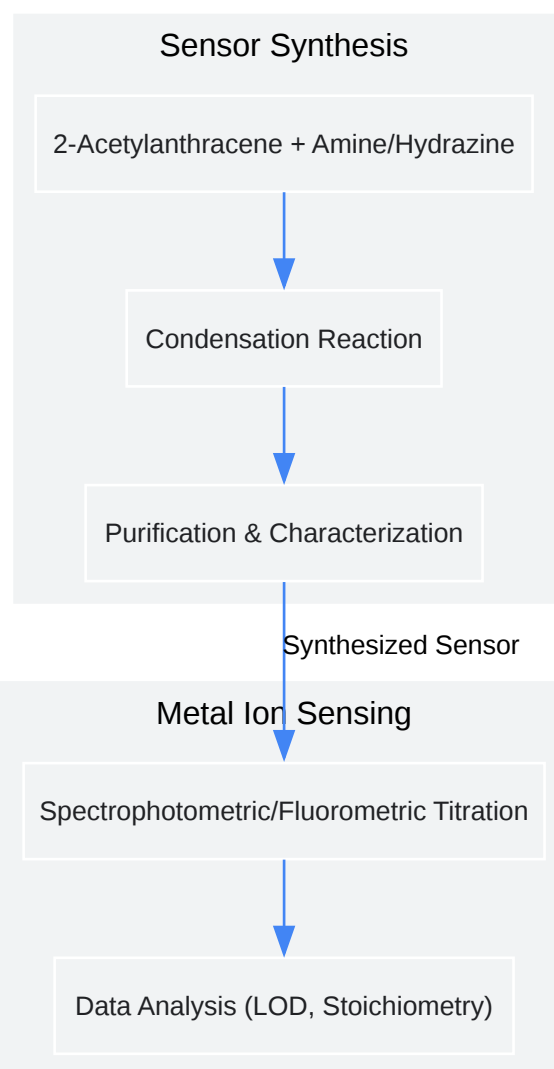 Sensor Synthesis
2-Acetylanthracene + Amine/Hydrazine
Condensation Reaction
Purification & Characterization
Synthesized Sensor
Metal Ion Sensing
Spectrophotometric/Fluorometric Titration
Data Analysis (LOD, Stoichiometry)